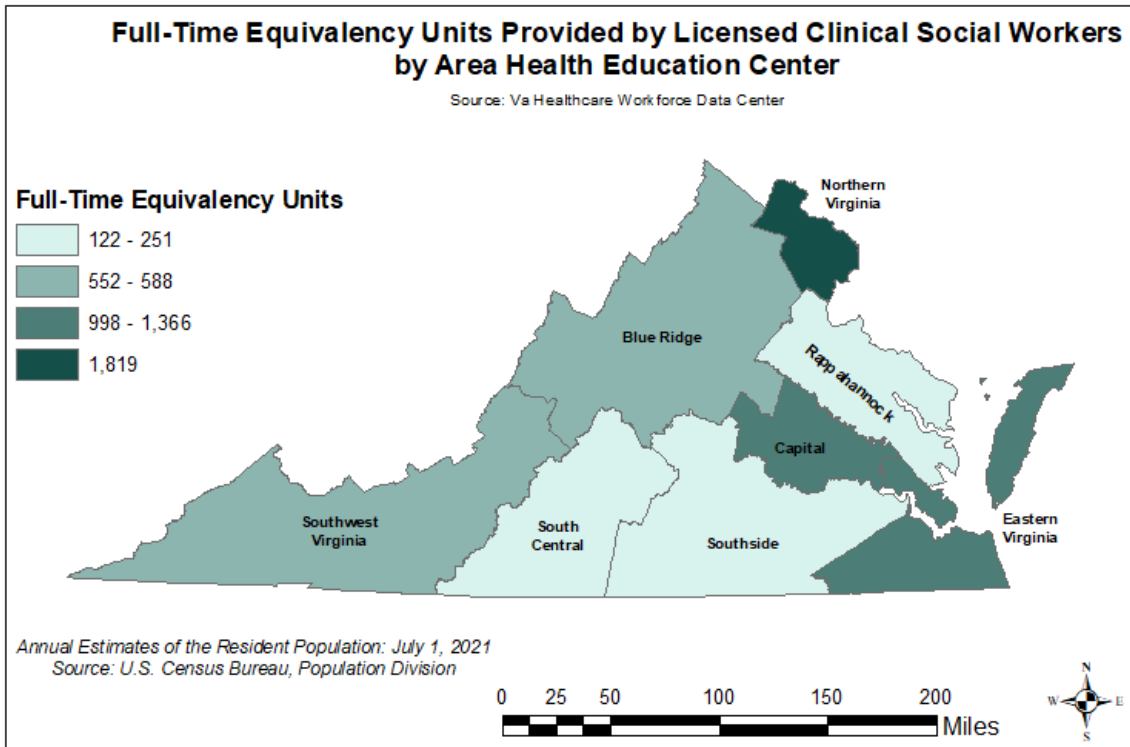 Full-Time Equivalency Units Provided by Licensed Clinical Social Workers
by Area Health Education Center
Source: Va Healthcare Workforce Data Center
Full-Time Equivalency Units
122 - 251
552 - 588
998 - 1,366
1,819
Northern
Virginia
Blue Ridge
Rappahannock
Capital
Eastern
Virginia
Southwest
Virginia
South
Central
Southside
Annual Estimates of the Resident Population: July 1, 2021
Source: U.S. Census Bureau, Population Division
0 25 50 100 150 200
Miles
N
W E
S